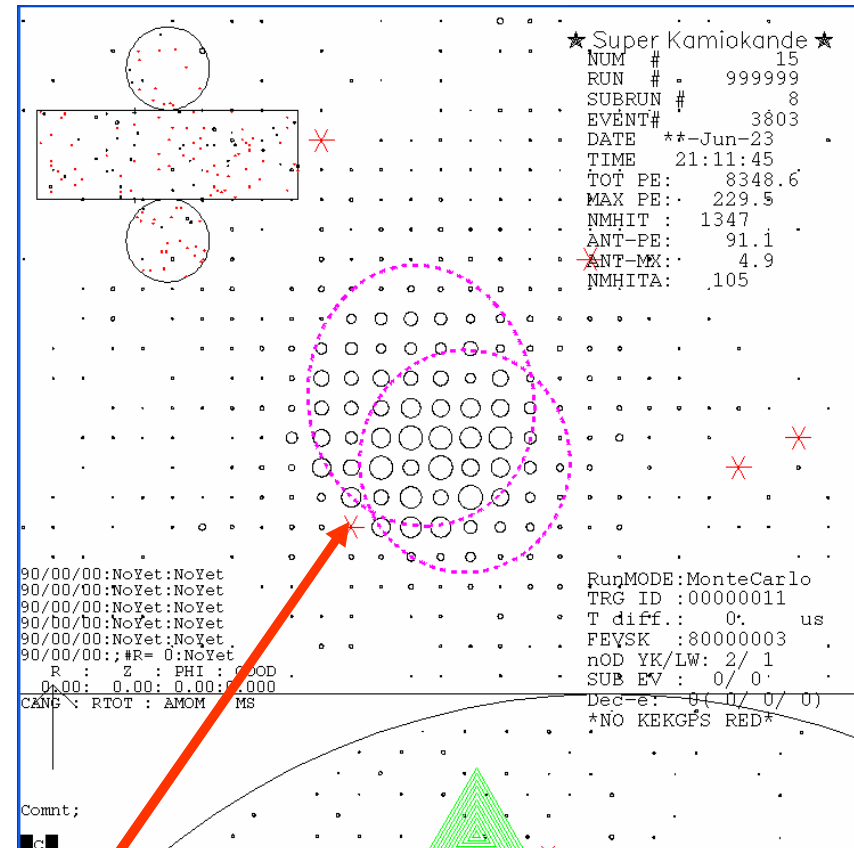 ★ Super Kamiokande ★
NUM # 15
RUN # 999999
SUBRUN # 8
EVENT# 3803
DATE **-Jun-23
TIME 21:11:45
TOT PE: 8348.6
MAX PE: 229.5
NMHIT : 1347
ANT-PE: 91.1
ANT-MX: 4.9
NMHITA: 105
90/00/00:NoYet:NoYet
90/00/00:NoYet:NoYet
90/00/00:NoYet:NoYet
90/00/00:NoYet:NoYet
90/00/00:NoYet:NoYet
90/00/00:;#R= 0:NoYet
R : Z : PHI : GOOD
0.00: 0.00: 0.00:0.000
CANG : RTOT : AMOM : MS
RunMODE:MonteCarlo
TRG ID :00000011
T diff.: 0. us
FEVSK :80000003
nOD YK/LW: 2/ 1
SUB EV : 0/ 0
Dec-e: 0( 0/ 0/ 0)
*NO KEKGPS RED*
Comnt;